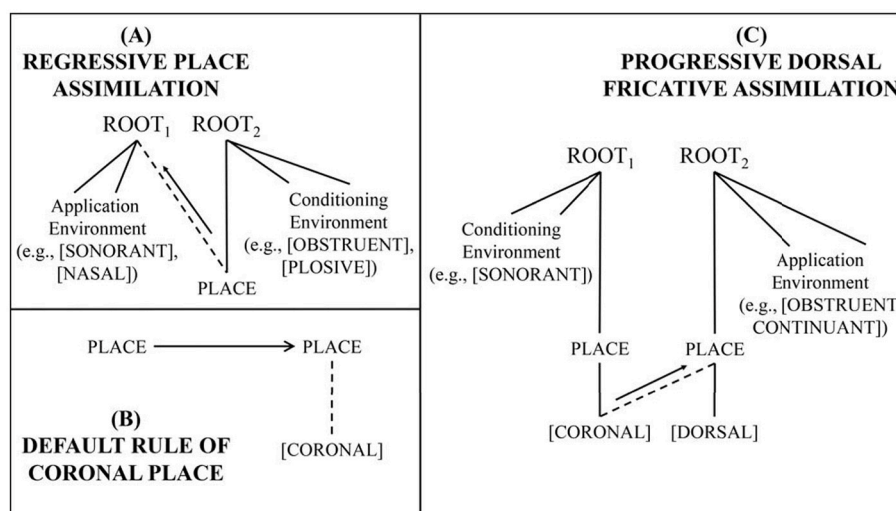 (A)
REGRESSIVE PLACE
ASSIMILATION
ROOT1 ROOT2
Application
Environment
(e.g., [SONORANT],
[NASAL])
Conditioning
Environment
(e.g., [OBSTRUENT],
[PLOSIVE])
PLACE
PLACE PLACE
[CORONAL]
(B)
DEFAULT RULE OF
CORONAL PLACE
(C)
PROGRESSIVE DORSAL
FRICATIVE ASSIMILATION
ROOT1 ROOT2
Conditioning
Environment
(e.g., [SONORANT])
Application
Environment
(e.g., [OBSTRUENT
CONTINUANT])
PLACE PLACE
[CORONAL] [DORSAL]